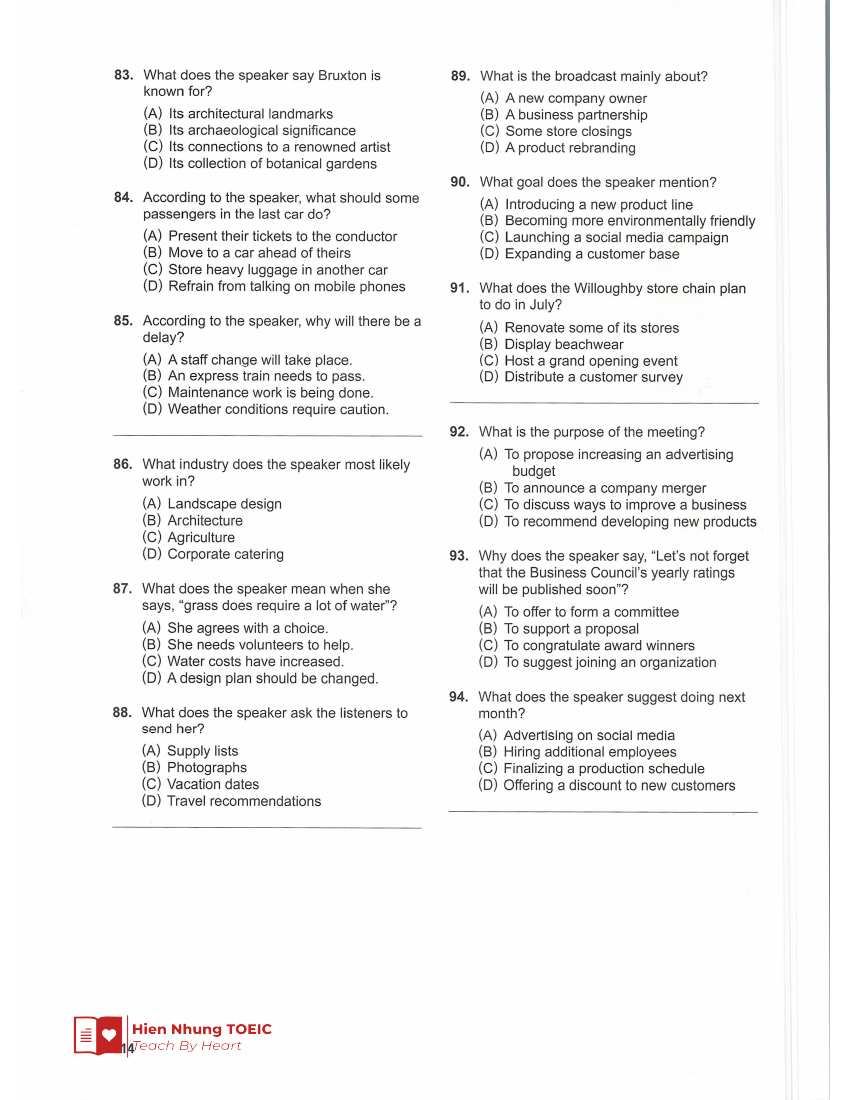 83. What does the speaker say Bruxton is
known for?
(A) Its architectural landmarks
(B) Its archaeological significance
(C) Its connections to a renowned artist
(D) Its collection of botanical gardens
84. According to the speaker, what should some
passengers in the last car do?
(A) Present their tickets to the conductor
(B) Move to a car ahead of theirs
(C) Store heavy luggage in another car
(D) Refrain from talking on mobile phones
85. According to the speaker, why will there be a
delay?
(A) A staff change will take place.
(B) An express train needs to pass.
(C) Maintenance work is being done.
(D) Weather conditions require caution.
86. What industry does the speaker most likely
work in?
(A) Landscape design
(B) Architecture
(C) Agriculture
(D) Corporate catering
87. What does the speaker mean when she
says, “grass does require a lot of water”?
(A) She agrees with a choice.
(B) She needs volunteers to help.
(C) Water costs have increased.
(D) A design plan should be changed.
88. What does the speaker ask the listeners to
send her?
(A) Supply lists
(B) Photographs
(C) Vacation dates
(D) Travel recommendations
89. What is the broadcast mainly about?
(A) A new company owner
(B) A business partnership
(C) Some store closings
(D) A product rebranding
90. What goal does the speaker mention?
(A) Introducing a new product line
(B) Becoming more environmentally friendly
(C) Launching a social media campaign
(D) Expanding a customer base
91. What does the Willoughby store chain plan
to do in July?
(A) Renovate some of its stores
(B) Display beachwear
(C) Host a grand opening event
(D) Distribute a customer survey
92. What is the purpose of the meeting?
(A) To propose increasing an advertising
budget
(B) To announce a company merger
(C) To discuss ways to improve a business
(D) To recommend developing new products
93. Why does the speaker say, “Let’s not forget
that the Business Council’s yearly ratings
will be published soon”?
(A) To offer to form a committee
(B) To support a proposal
(C) To congratulate award winners
(D) To suggest joining an organization
94. What does the speaker suggest doing next
month?
(A) Advertising on social media
(B) Hiring additional employees
(C) Finalizing a production schedule
(D) Offering a discount to new customers
Hien Nhung TOEIC
14 Teach By Heart